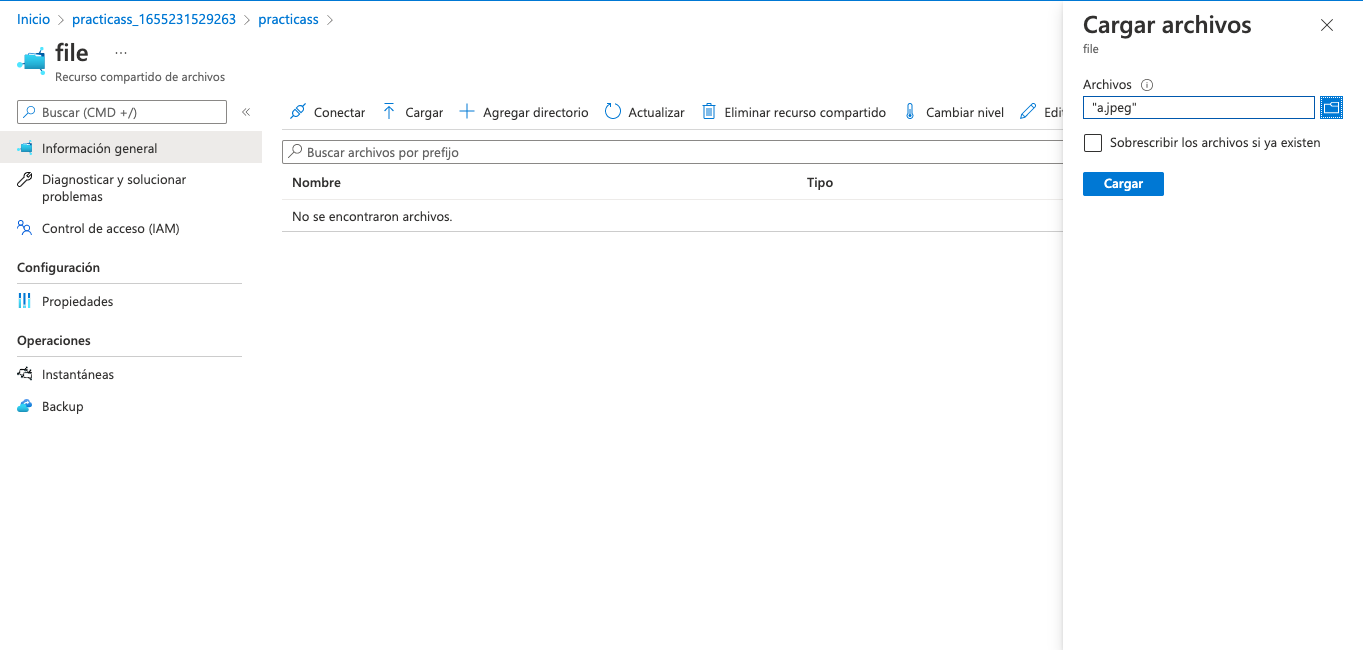 Inicio > practicass_1655231529263 > practicass >
file ...
Recurso compartido de archivos
Buscar (CMD +/) «
Información general
Diagnosticar y solucionar
problemas
Control de acceso (IAM)
Configuración
Propiedades
Operaciones
Instantáneas
Backup
Conectar Cargar Agregar directorio Actualizar Eliminar recurso compartido Cambiar nivel
Buscar archivos por prefijo
Nombre Tipo
No se encontraron archivos.
Cargar archivos
file
Archivos
"a.jpeg"
Sobrescribir los archivos si ya existen
Cargar